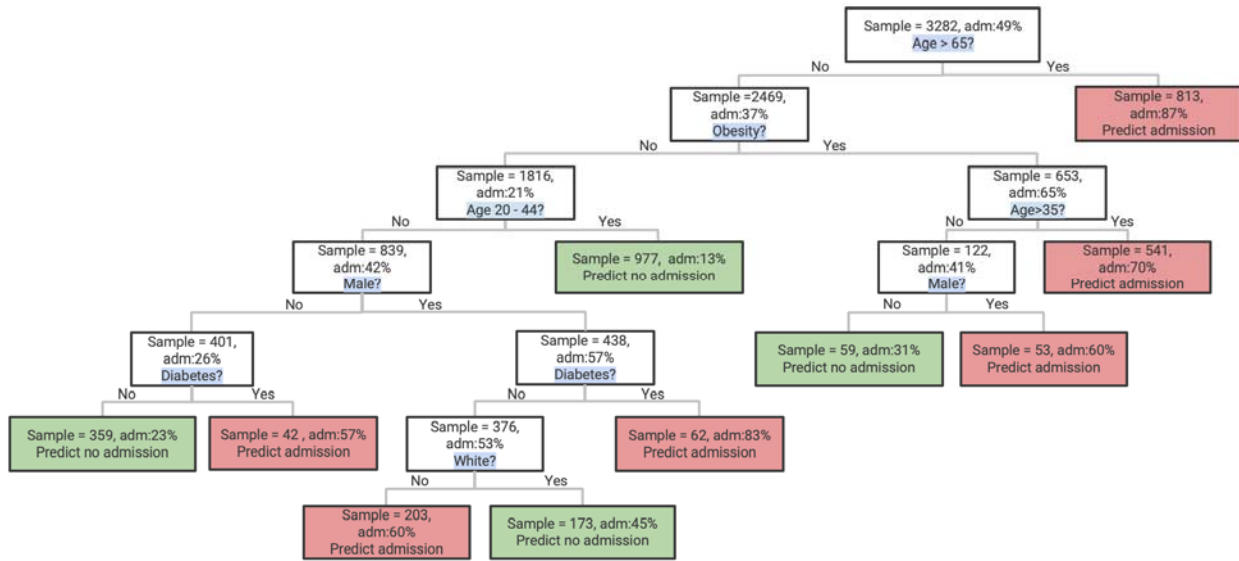 Sample = 3282, adm:49%
Age > 65?
No
Yes
Sample =2469,
adm:37%
Obesity?
Sample = 813,
adm:87%
Predict admission
No
Yes
Sample = 1816,
adm:21%
Age 20 - 44?
Sample = 653,
adm:65%
Age>35?
No
Yes
No
Yes
Sample = 839,
adm:42%
Male?
Sample = 977, adm:13%
Predict no admission
Sample = 122,
adm:41%
Male?
Sample = 541,
adm:70%
Predict admission
No
Yes
No
Yes
Sample = 401,
adm:26%
Diabetes?
Sample = 438,
adm:57%
Diabetes?
Sample = 59, adm:31%
Predict no admission
Sample = 53, adm:60%
Predict admission
No
Yes
No
Yes
Sample = 359, adm:23%
Predict no admission
Sample = 42 , adm:57%
Predict admission
Sample = 376,
adm:53%
White?
Sample = 62, adm:83%
Predict admission
No
Yes
Sample = 203,
adm:60%
Predict admission
Sample = 173, adm:45%
Predict no admission